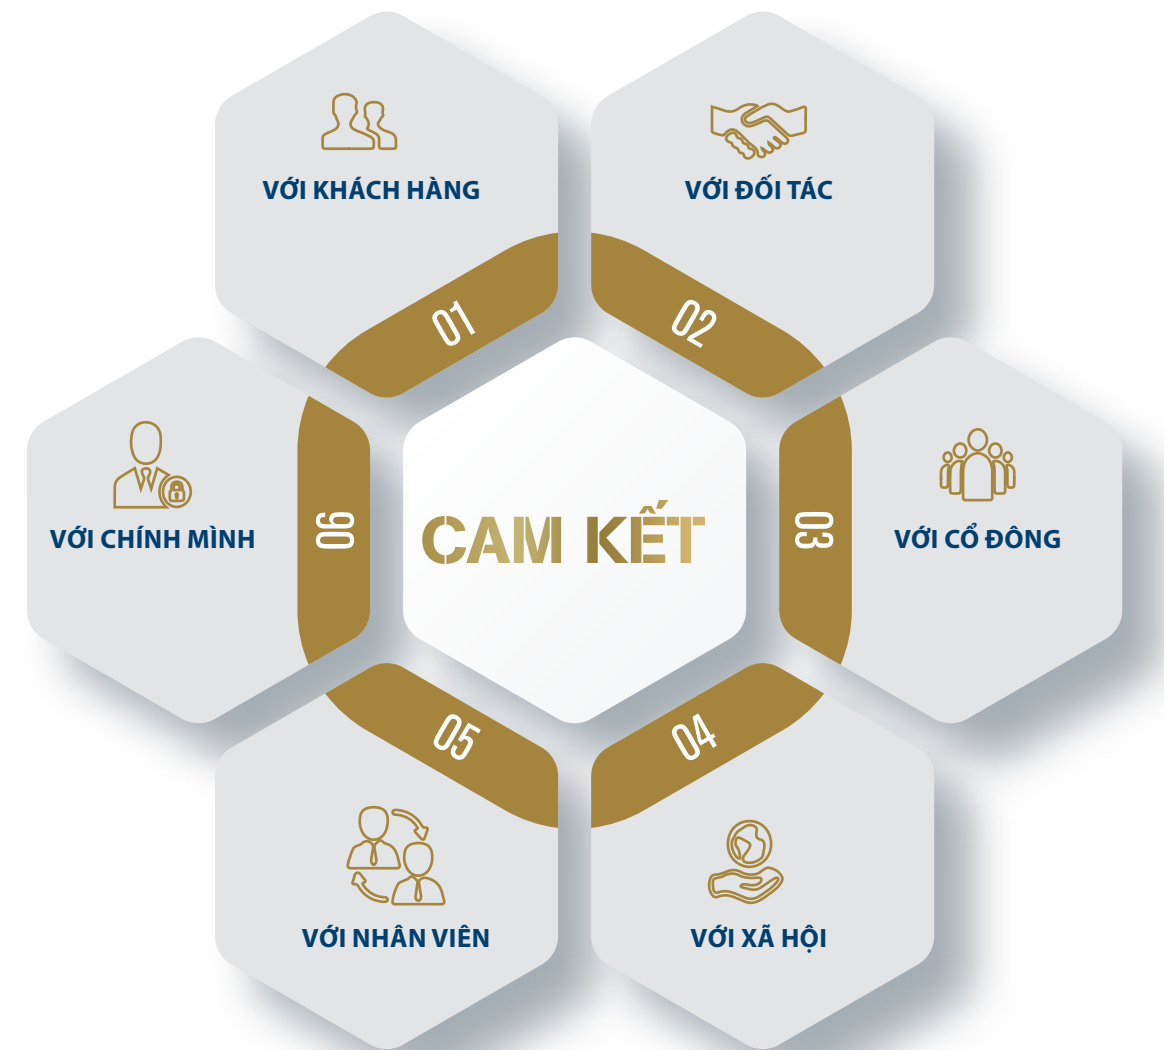 VỚI KHÁCH HÀNG
01
VỚI ĐỐI TÁC
02
03
VỚI CỔ ĐÔNG
04
VỚI XÃ HỘI
05
VỚI NHÂN VIÊN
06
VỚI CHÍNH MÌNH
CAM KẾT